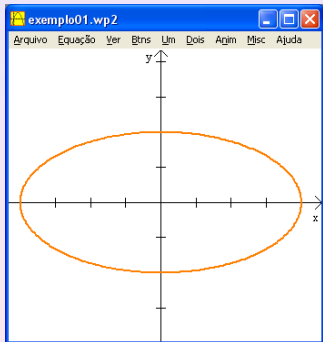 exemplo01.wp2
Arquivo Equação Ver Btns Um Dois Anim Misc Ajuda
y
x